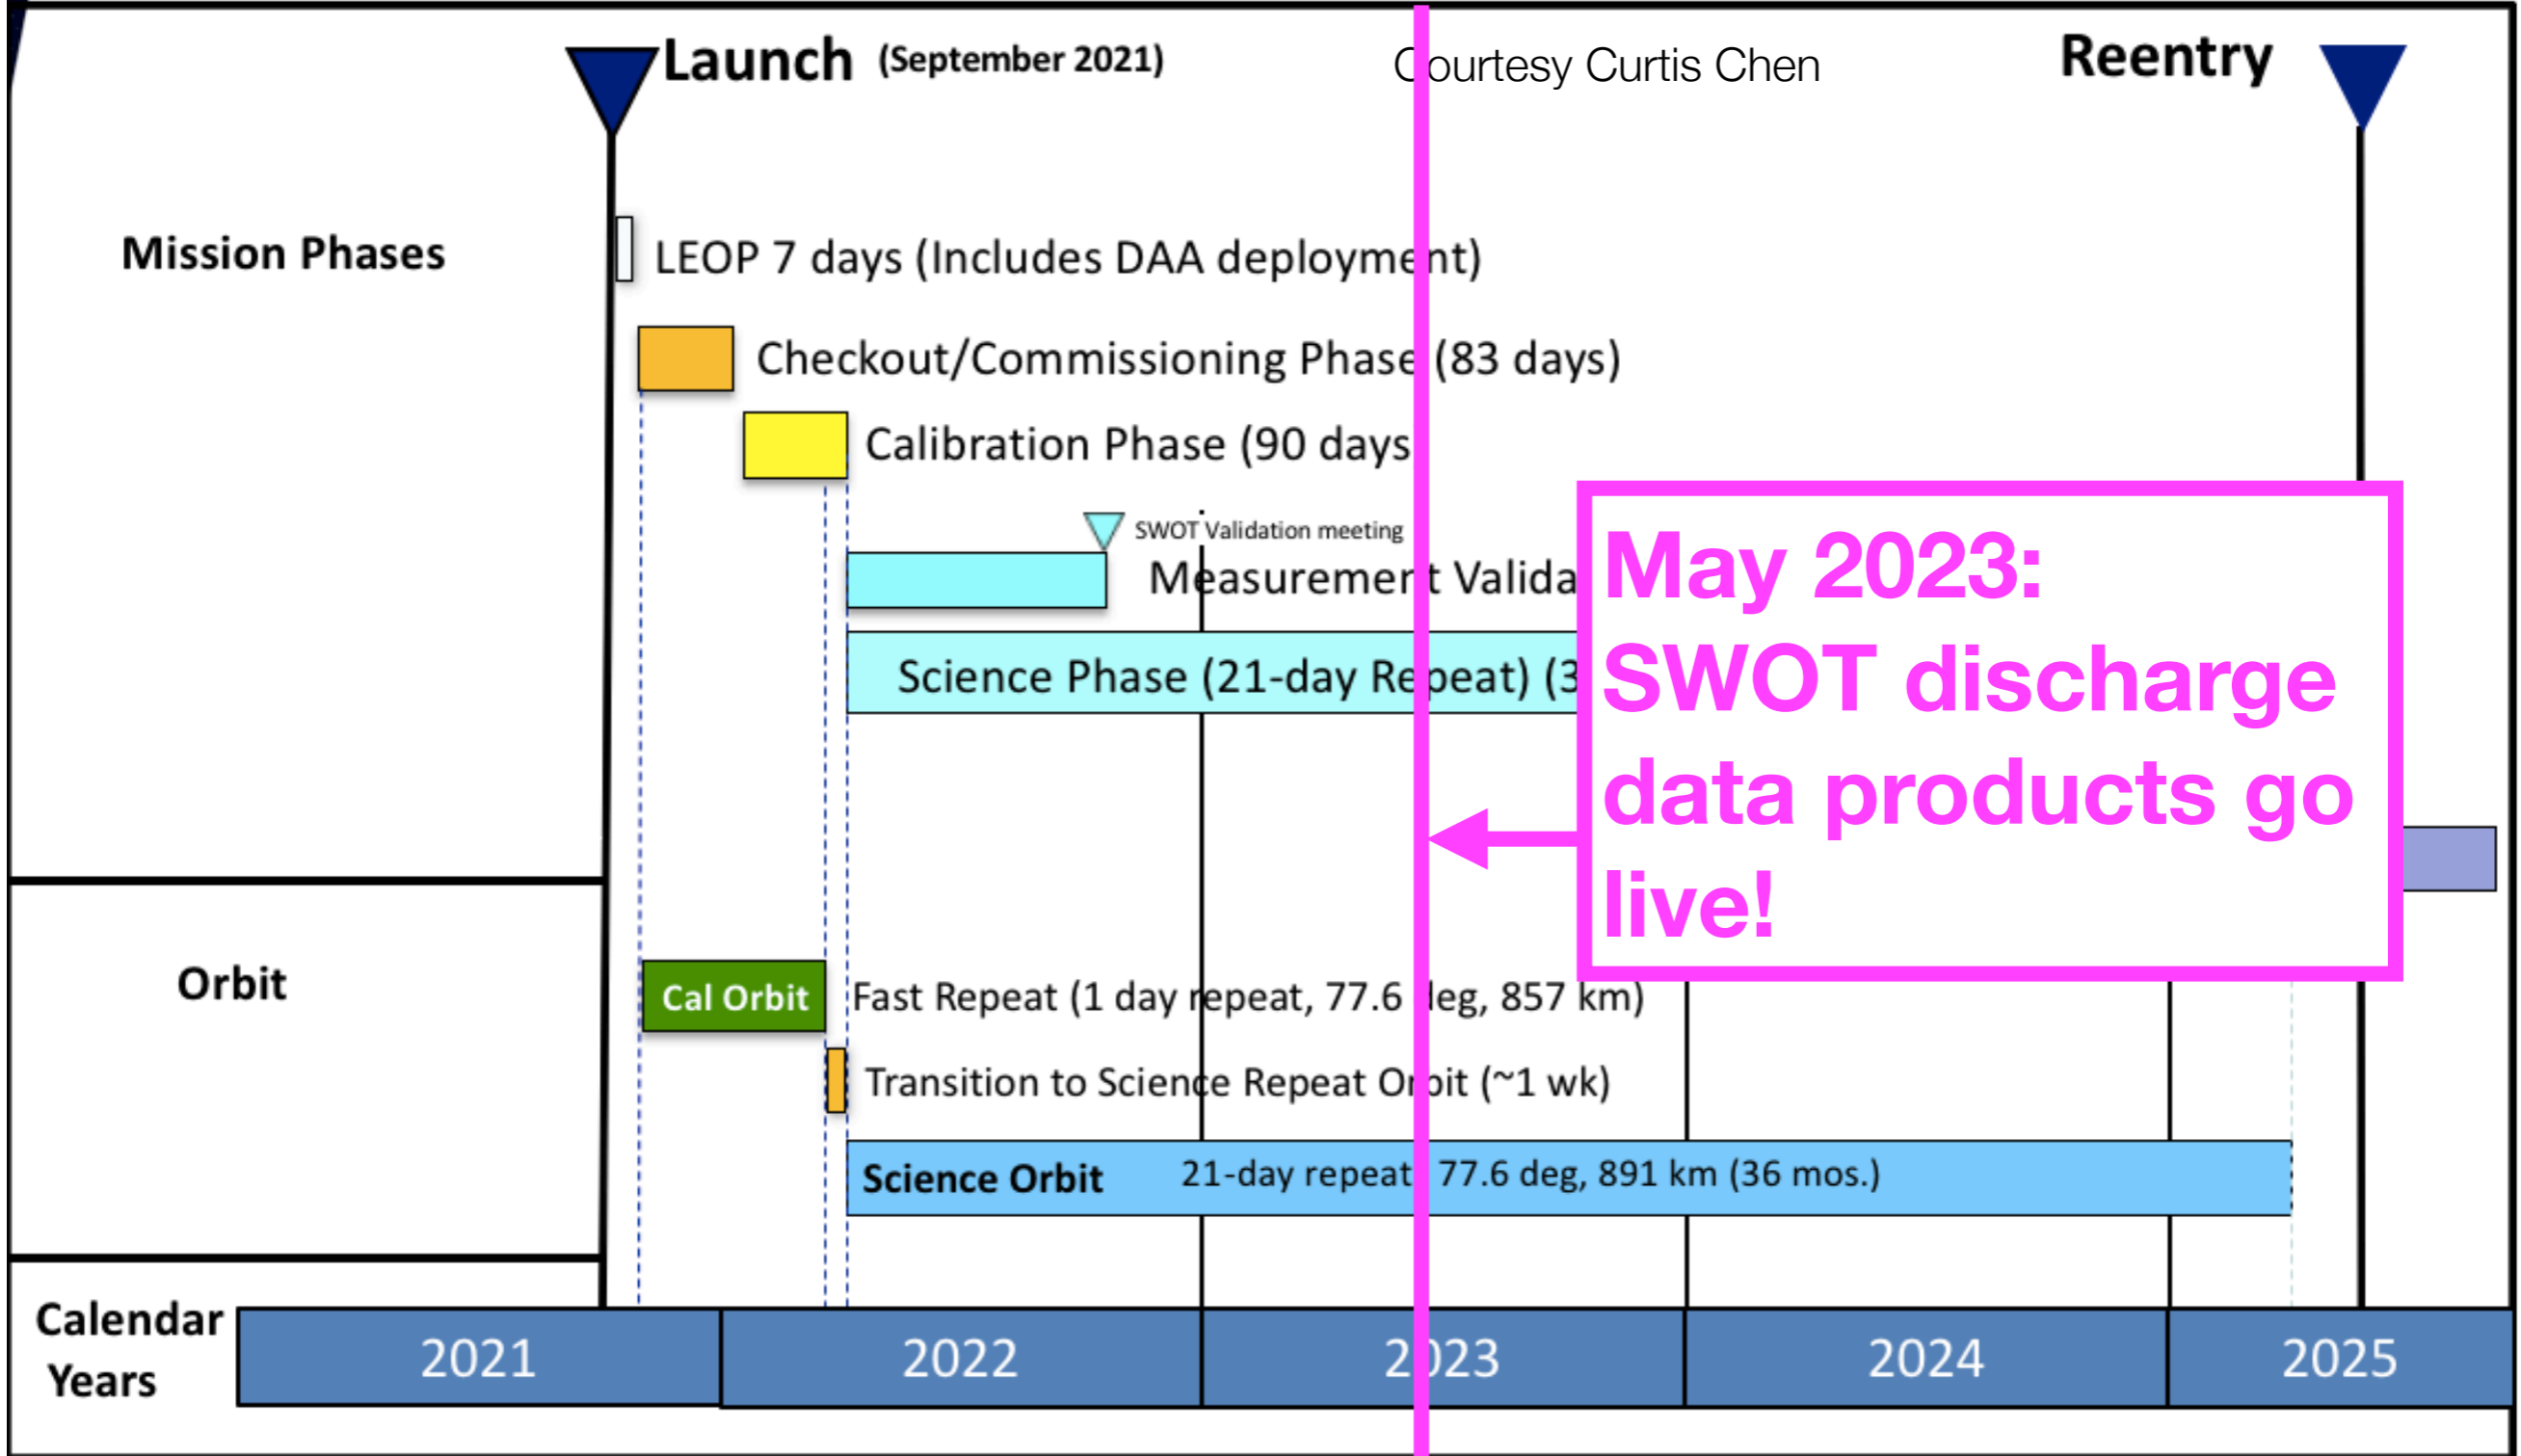 Launch (September 2021)
Courtesy Curtis Chen
Reentry
Mission Phases
LEOP 7 days (Includes DAA deployment)
Checkout/Commissioning Phase (83 days)
Calibration Phase (90 days
SWOT Validation meeting
Measurement Valida
Science Phase (21-day Repeat) (3
May 2023:
SWOT discharge
data products go
live!
Orbit
Cal Orbit
Fast Repeat (1 day repeat, 77.6 deg, 857 km)
Transition to Science Repeat Orbit (~1 wk)
Science Orbit 21-day repeat, 77.6 deg, 891 km (36 mos.)
Calendar
Years
2021 2022 2023 2024 2025